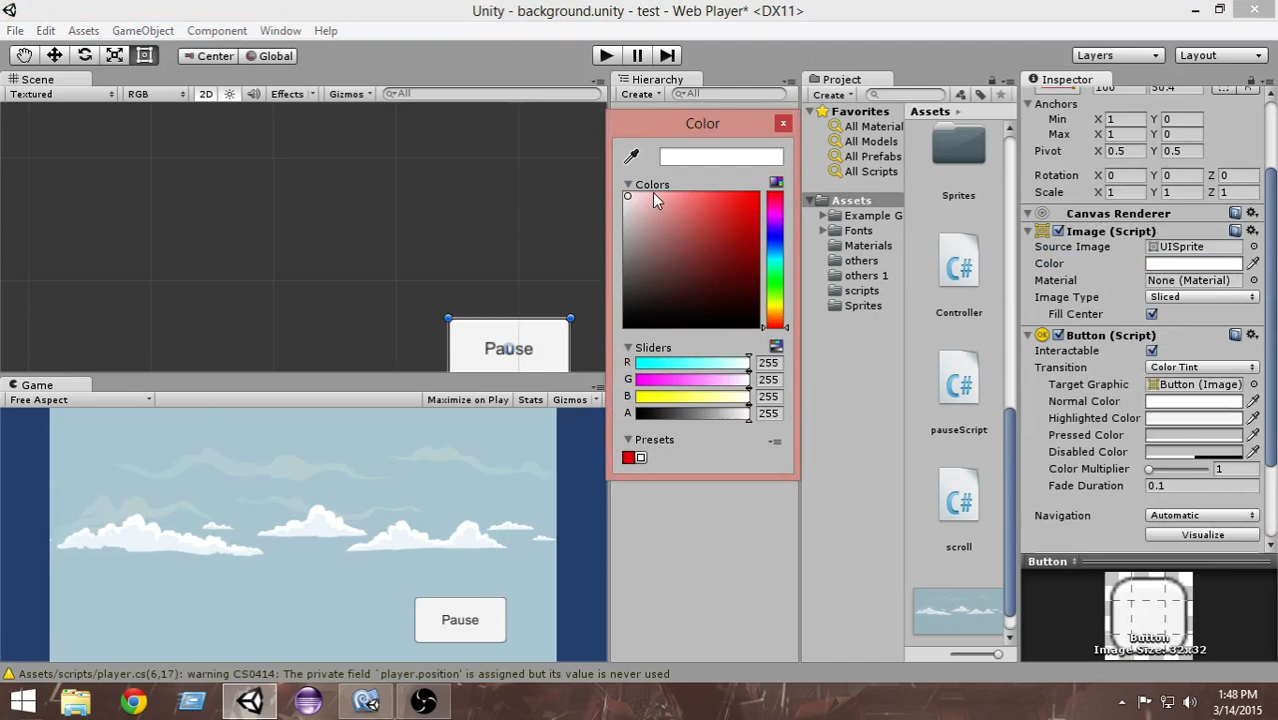 Unity - background.unity - test - Web Player* <DX11>
File Edit Assets GameObject Component Window Help
Center Global Layers Layout
Scene
Textured RGB 2D Effects Gizmos All
Hierarchy
Create All
Color
Colors
Sliders
R 255
G 255
B 255
A 255
Presets
Pause
Game
Free Aspect Maximize on Play Stats Gizmos
Pause
Project
Create
Favorites
All Material
All Models
All Prefabs
All Scripts
Assets
Example G
Fonts
Materials
others
others 1
scripts
Sprites
Assets
Sprites
C#
Controller
C#
pauseScript
C#
scroll
Inspector
100 50.4 R
Anchors
Min X 1 Y 0
Max X 1 Y 0
Pivot X 0.5 Y 0.5
Rotation X 0 Y 0 Z 0
Scale X 1 Y 1 Z 1
Canvas Renderer
Image (Script)
Source Image UISprite
Color
Material None (Material)
Image Type Sliced
Fill Center
OK Button (Script)
Interactable
Transition Color Tint
Target Graphic Button (Image)
Normal Color
Highlighted Color
Pressed Color
Disabled Color
Color Multiplier 1
Fade Duration 0.1
Navigation Automatic
Visualize
Button
Button
Image Size: 32x32
Assets/scripts/player.cs(6,17): warning CS0414: The private field `player.position' is assigned but its value is never used
1:48 PM
3/14/2015